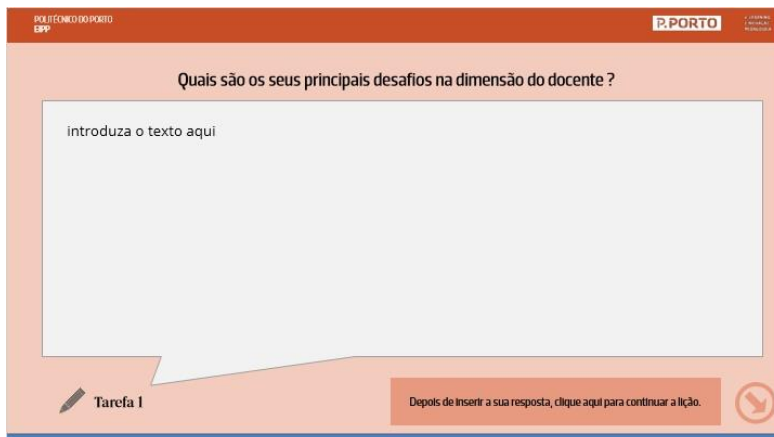 POLITÉCNICO DO PORTO
EIPP
P.PORTO
Quais são os seus principais desafios na dimensão do docente ?
introduza o texto aqui
Tarefa 1
Depois de inserir a sua resposta, clique aqui para continuar a lição.